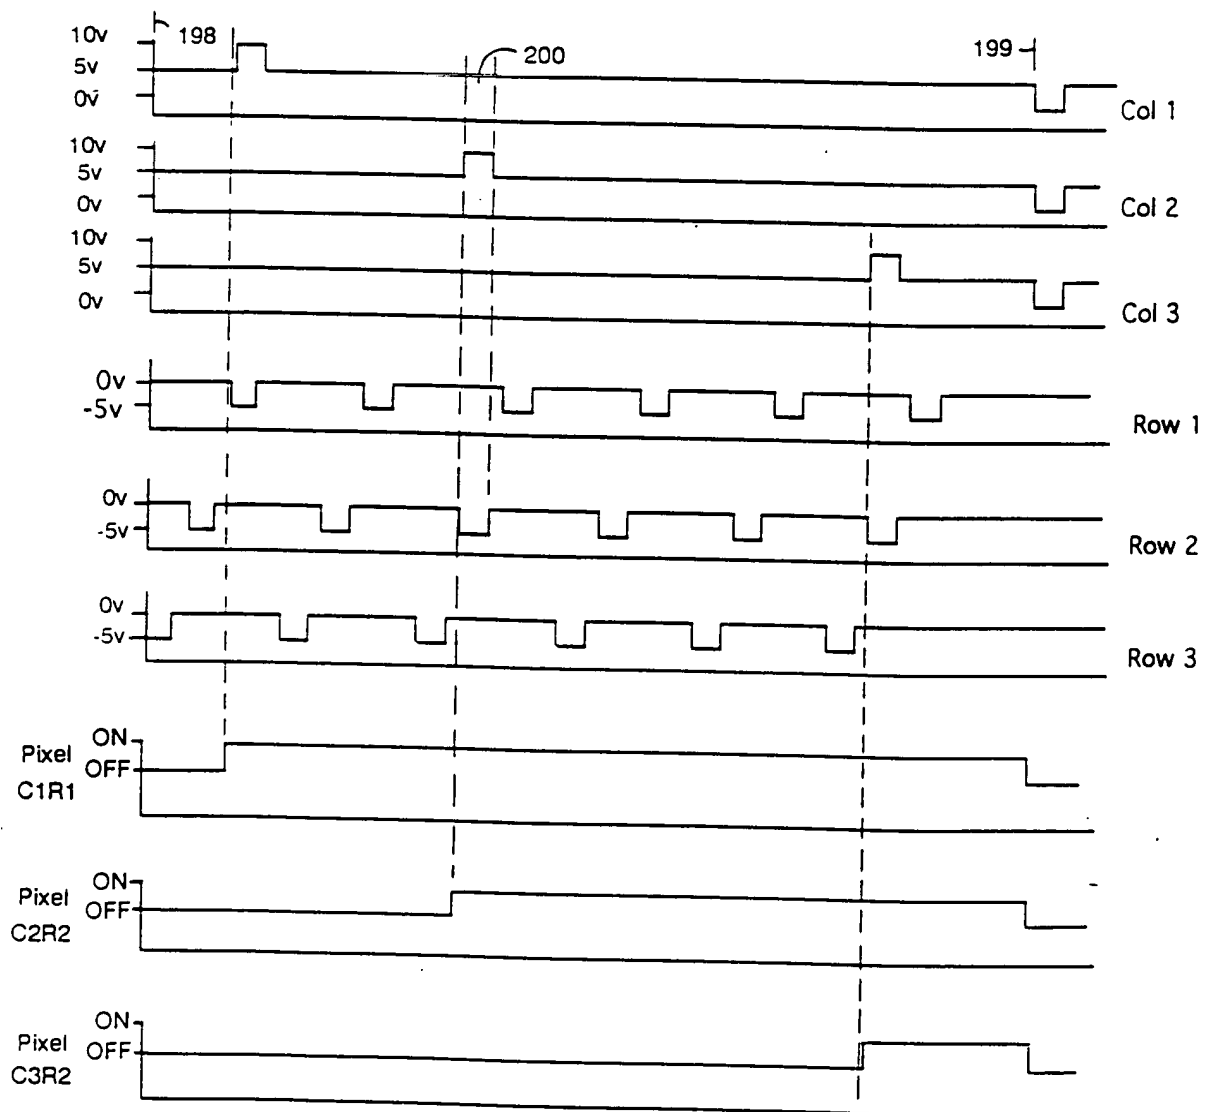 198
10v
5v
0v
200
199
Col 1
10v
5v
0v
Col 2
10v
5v
0v
Col 3
0v
-5v
Row 1
0v
-5v
Row 2
0v
-5v
Row 3
Pixel
C1R1
ON
OFF
Pixel
C2R2
ON
OFF
Pixel
C3R2
ON
OFF